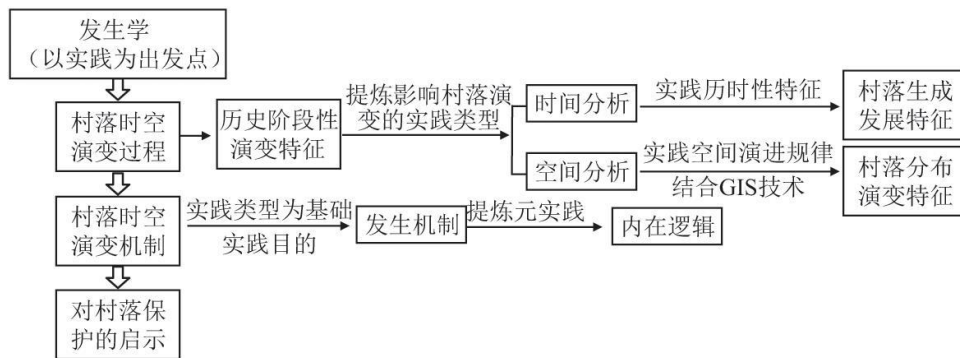 发生学
（以实践为出发点）
村落时空
演变过程
历史阶段性
演变特征
提炼影响村落演
变的实践类型
时间分析
实践历时性特征
村落生成
发展特征
空间分析
实践空间演进规律
结合GIS技术
村落分布
演变特征
村落时空
演变机制
实践类型为基础
实践目的
发生机制
提炼元实践
内在逻辑
对村落保
护的启示